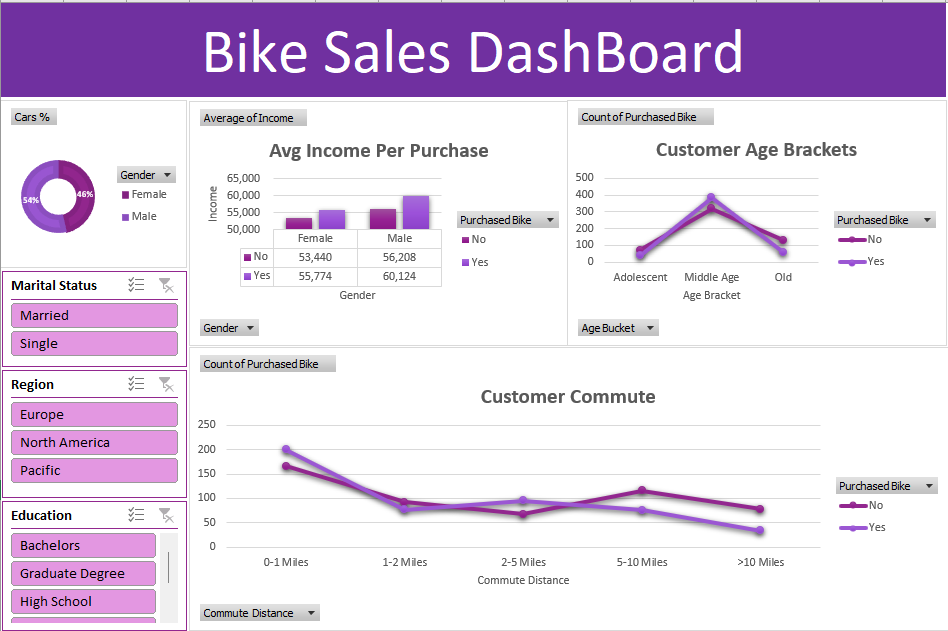 Bike Sales DashBoard
Cars %
Gender
Female
Male
46%
54%
Marital Status
Married
Single
Region
Europe
North America
Pacific
Education
Bachelors
Graduate Degree
High School
Average of Income
Avg Income Per Purchase
Income
65,000
60,000
55,000
50,000
Female Male
No 53,440 56,208
Yes 55,774 60,124
Gender
Purchased Bike
No
Yes
Gender
Count of Purchased Bike
Customer Age Brackets
500
400
300
200
100
0
Adolescent Middle Age Old
Age Bracket
Purchased Bike
No
Yes
Age Bucket
Count of Purchased Bike
Customer Commute
250
200
150
100
50
0
0-1 Miles 1-2 Miles 2-5 Miles 5-10 Miles >10 Miles
Commute Distance
Purchased Bike
No
Yes
Commute Distance